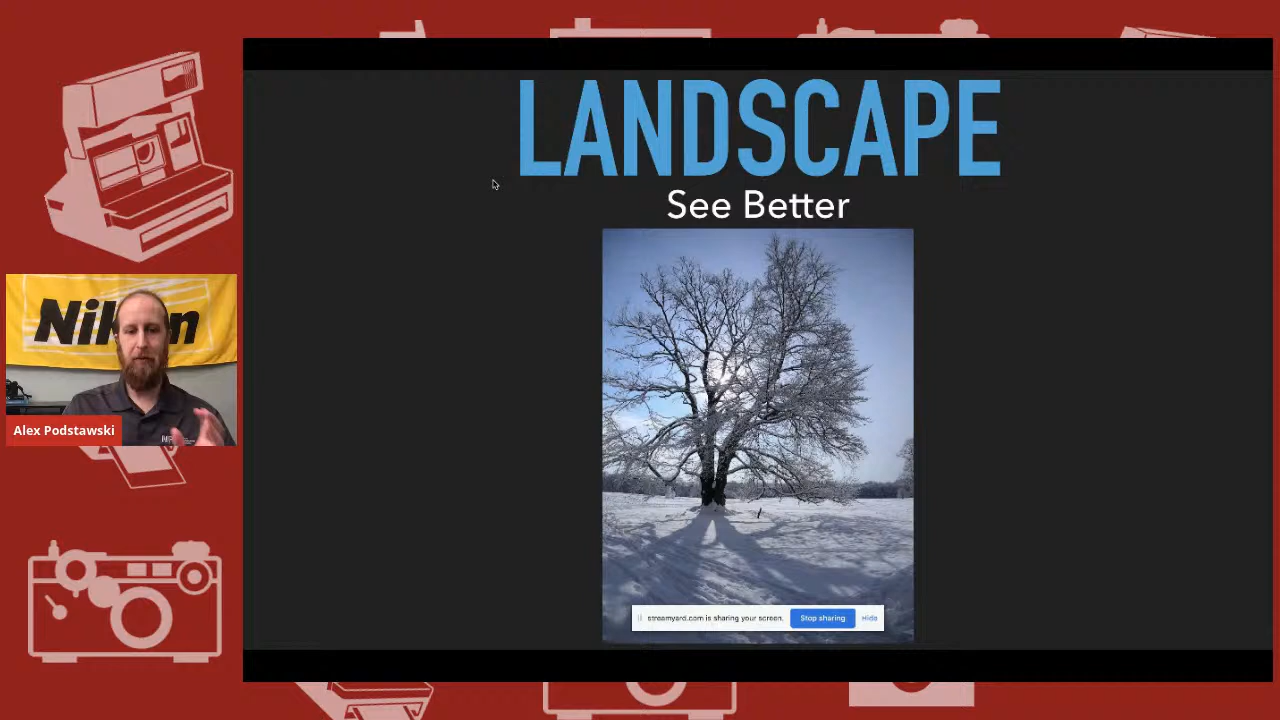 LANDSCAPE
See Better
Nikon
Alex Podstawski
streamyard.com is sharing your screen.
Stop sharing
Hide